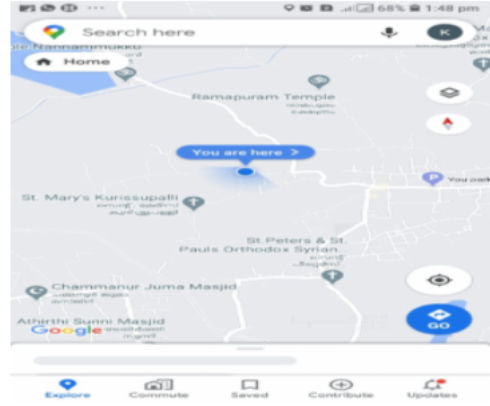 68% 1:48 pm
Search here
K
Home
Ramapuram Temple
You are here >
You park
St. Mary's Kurissupalli
St. Peters & St.
Pauls Orthodox Syrian...
Chammanur Juma Masjid
Athirthi Sunni Masjid
Google
GO
Explore
Commute
Saved
Contribute
Updates